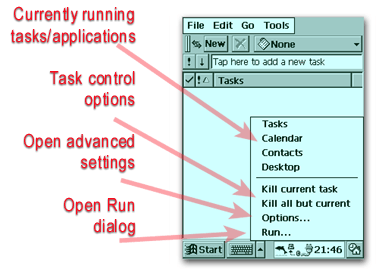 Currently running
tasks/applications
Task control
options
Open advanced
settings
Open Run
dialog
File Edit Go Tools
New None
! ↓ Tap here to add a new task
! Tasks
Tasks
Calendar
Contacts
Desktop
Kill current task
Kill all but current
Options...
Run...
Start 21:46